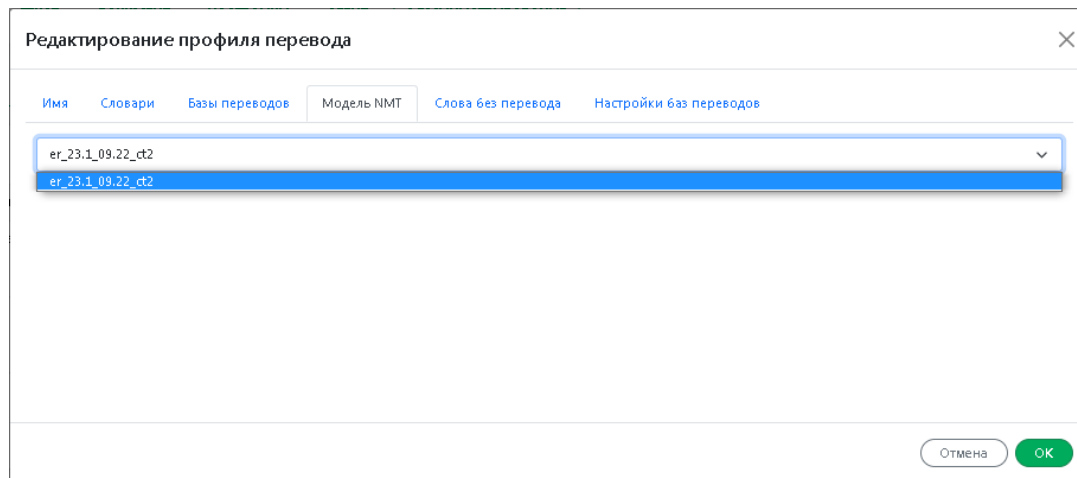 Редактирование профиля перевода
Имя Словари Базы переводов Модель NMT Слова без перевода Настройки баз переводов
er_23.1_09.22_ct2
er_23.1_09.22_ct2
Отмена OK